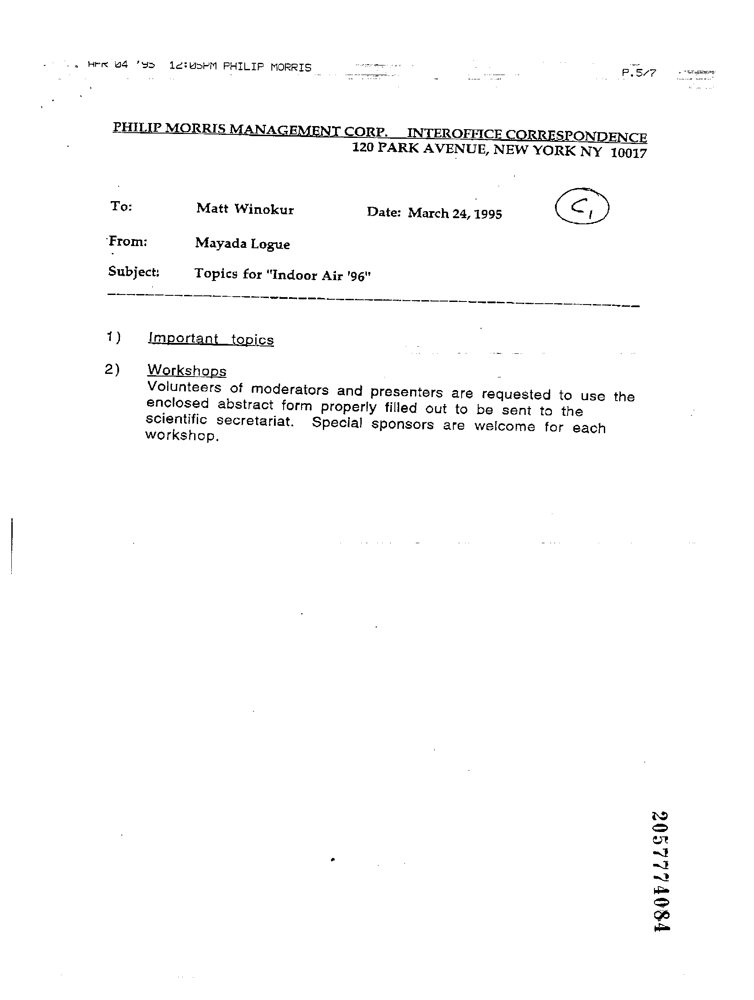 APR 04 '95 12:05PM PHILIP MORRIS P.5/7
PHILIP MORRIS MANAGEMENT CORP. INTEROFFICE CORRESPONDENCE
120 PARK AVENUE, NEW YORK NY 10017
To: Matt Winokur Date: March 24, 1995 C1
From: Mayada Logue
Subject: Topics for "Indoor Air '96"
1) Important topics
2) Workshops
Volunteers of moderators and presenters are requested to use the
enclosed abstract form properly filled out to be sent to the
scientific secretariat. Special sponsors are welcome for each
workshop.
2057774084